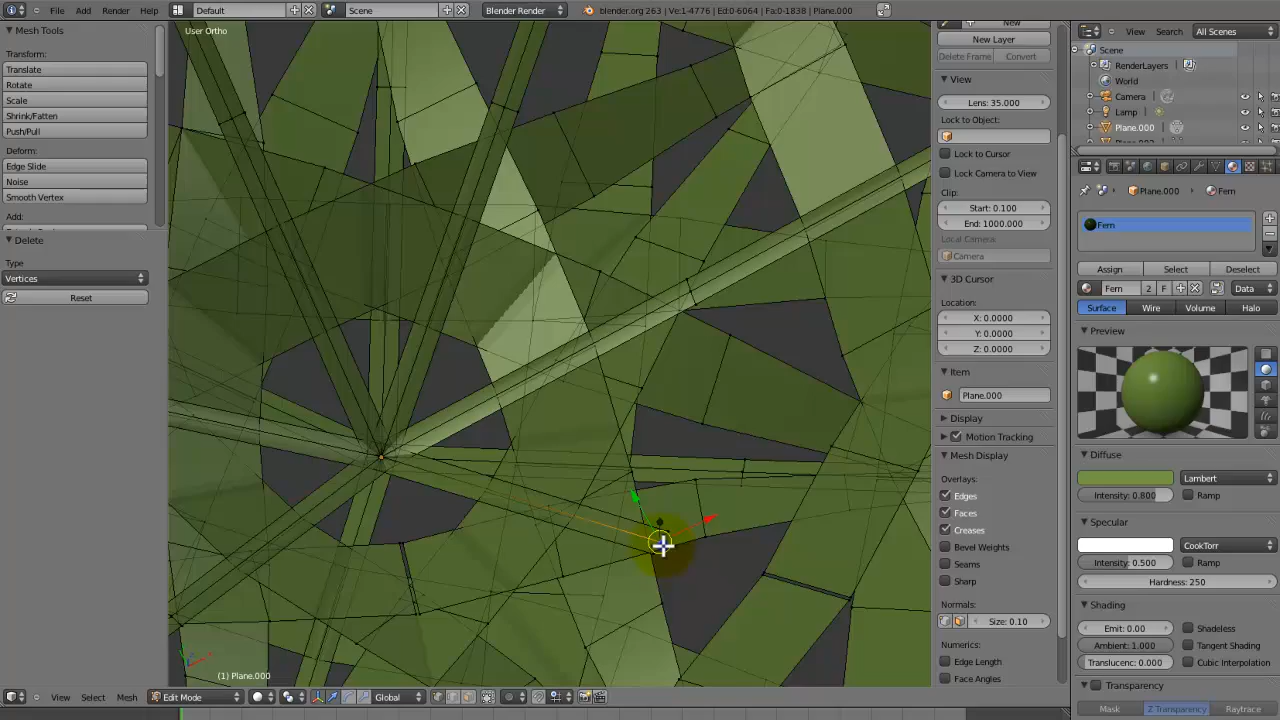 File Add Render Help Default Scene Blender Render blender.org 263 | Ve:1-4776 | Ed:0-6064 | Fa:0-1838 | Plane.000
Mesh Tools
Transform:
Translate
Rotate
Scale
Shrink/Fatten
Push/Pull
Deform:
Edge Slide
Noise
Smooth Vertex
Add:
Delete
Type
Vertices
Reset
User Ortho
(1) Plane.000
View Select Mesh Edit Mode Global
New
New Layer
Delete Frame Convert
View
Lens: 35.000
Lock to Object:
Lock to Cursor
Lock Camera to View
Clip:
Start: 0.100
End: 1000.000
Local Camera
Camera
3D Cursor
Location:
X: 0.0000
Y: 0.0000
Z: 0.0000
Item
Plane.000
Display
Motion Tracking
Mesh Display
Overlays:
Edges
Faces
Creases
Bevel Weights
Seams
Sharp
Normals:
Size: 0.10
Numerics:
Edge Length
Face Angles
View Search All Scenes
Scene
RenderLayers
World
Camera
Lamp
Plane.000
Plane.000 Fern
Fern
Assign Select Deselect
Fern 2 F Data
Surface Wire Volume Halo
Preview
Diffuse
Lambert
Intensity: 0.800 Ramp
Specular
CookTorr
Intensity: 0.500 Ramp
Hardness: 250
Shading
Emit: 0.00 Shadeless
Ambient: 1.000 Tangent Shading
Translucenc: 0.000 Cubic Interpolation
Transparency
Mask Z Transparency Raytrace